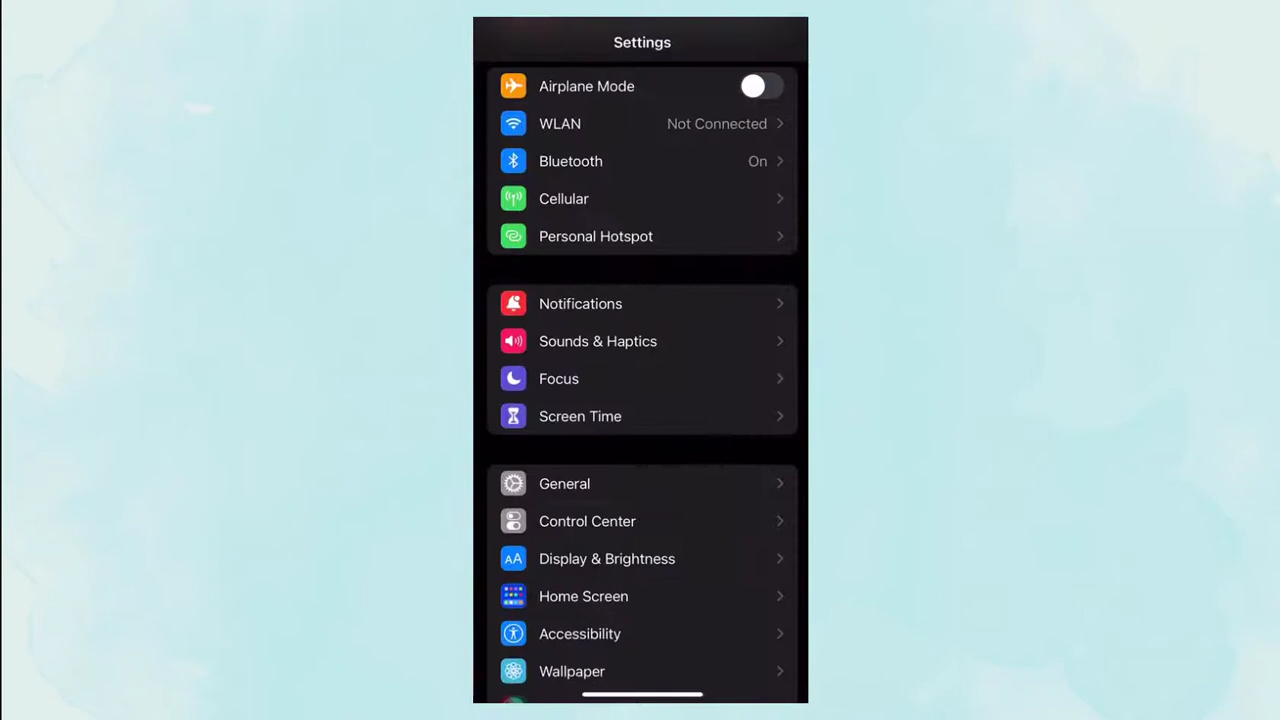 Settings
Airplane Mode
WLAN Not Connected
Bluetooth On
Cellular
Personal Hotspot
Notifications
Sounds & Haptics
Focus
Screen Time
General
Control Center
AA Display & Brightness
Home Screen
Accessibility
Wallpaper